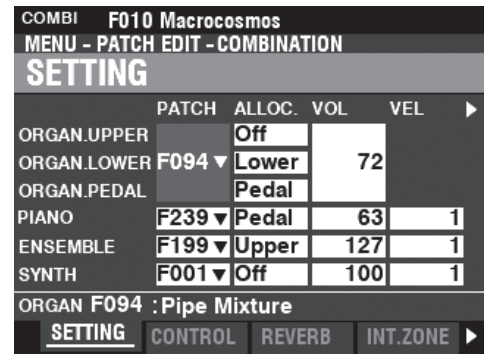 COMBI F010 Macrocosmos
MENU - PATCH EDIT - COMBINATION
SETTING
PATCH ALLOC. VOL VEL ▶
ORGAN.UPPER Off
ORGAN.LOWER F094 ▼ Lower 72
ORGAN.PEDAL Pedal
PIANO F239 ▼ Pedal 63 1
ENSEMBLE F199 ▼ Upper 127 1
SYNTH F001 ▼ Off 100 1
ORGAN F094 : Pipe Mixture
SETTING CONTROL REVERB INT.ZONE ▶